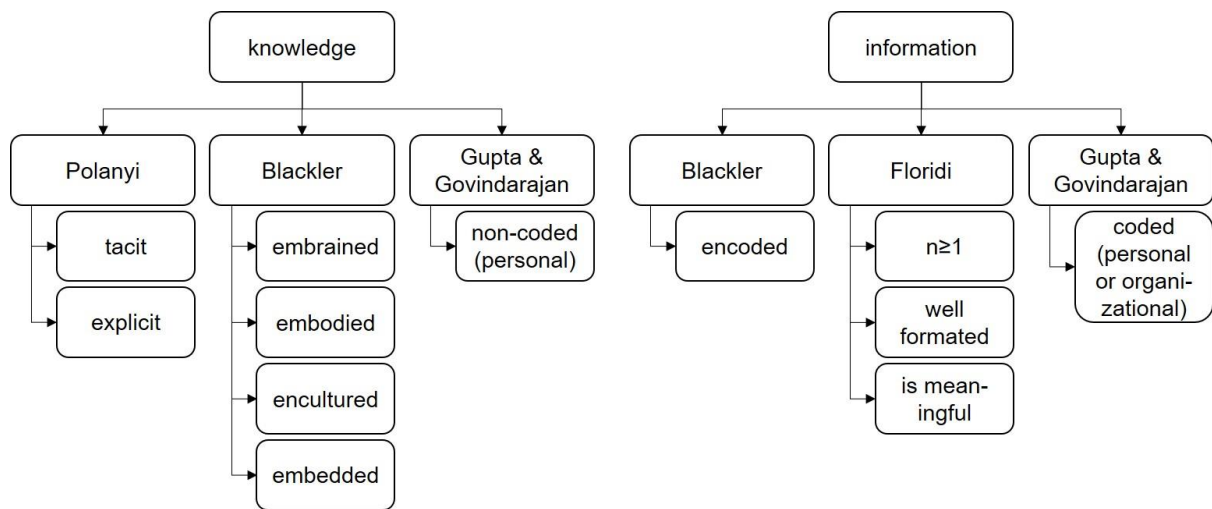 knowledge
information
Polanyi
Blackler
Gupta &
Govindarajan
Blackler
Floridi
Gupta &
Govindarajan
tacit
explicit
embrained
embodied
encultured
embedded
non-coded
(personal)
encoded
n≥1
well
formated
is mean-
ingful
coded
(personal
or organi-
zational)